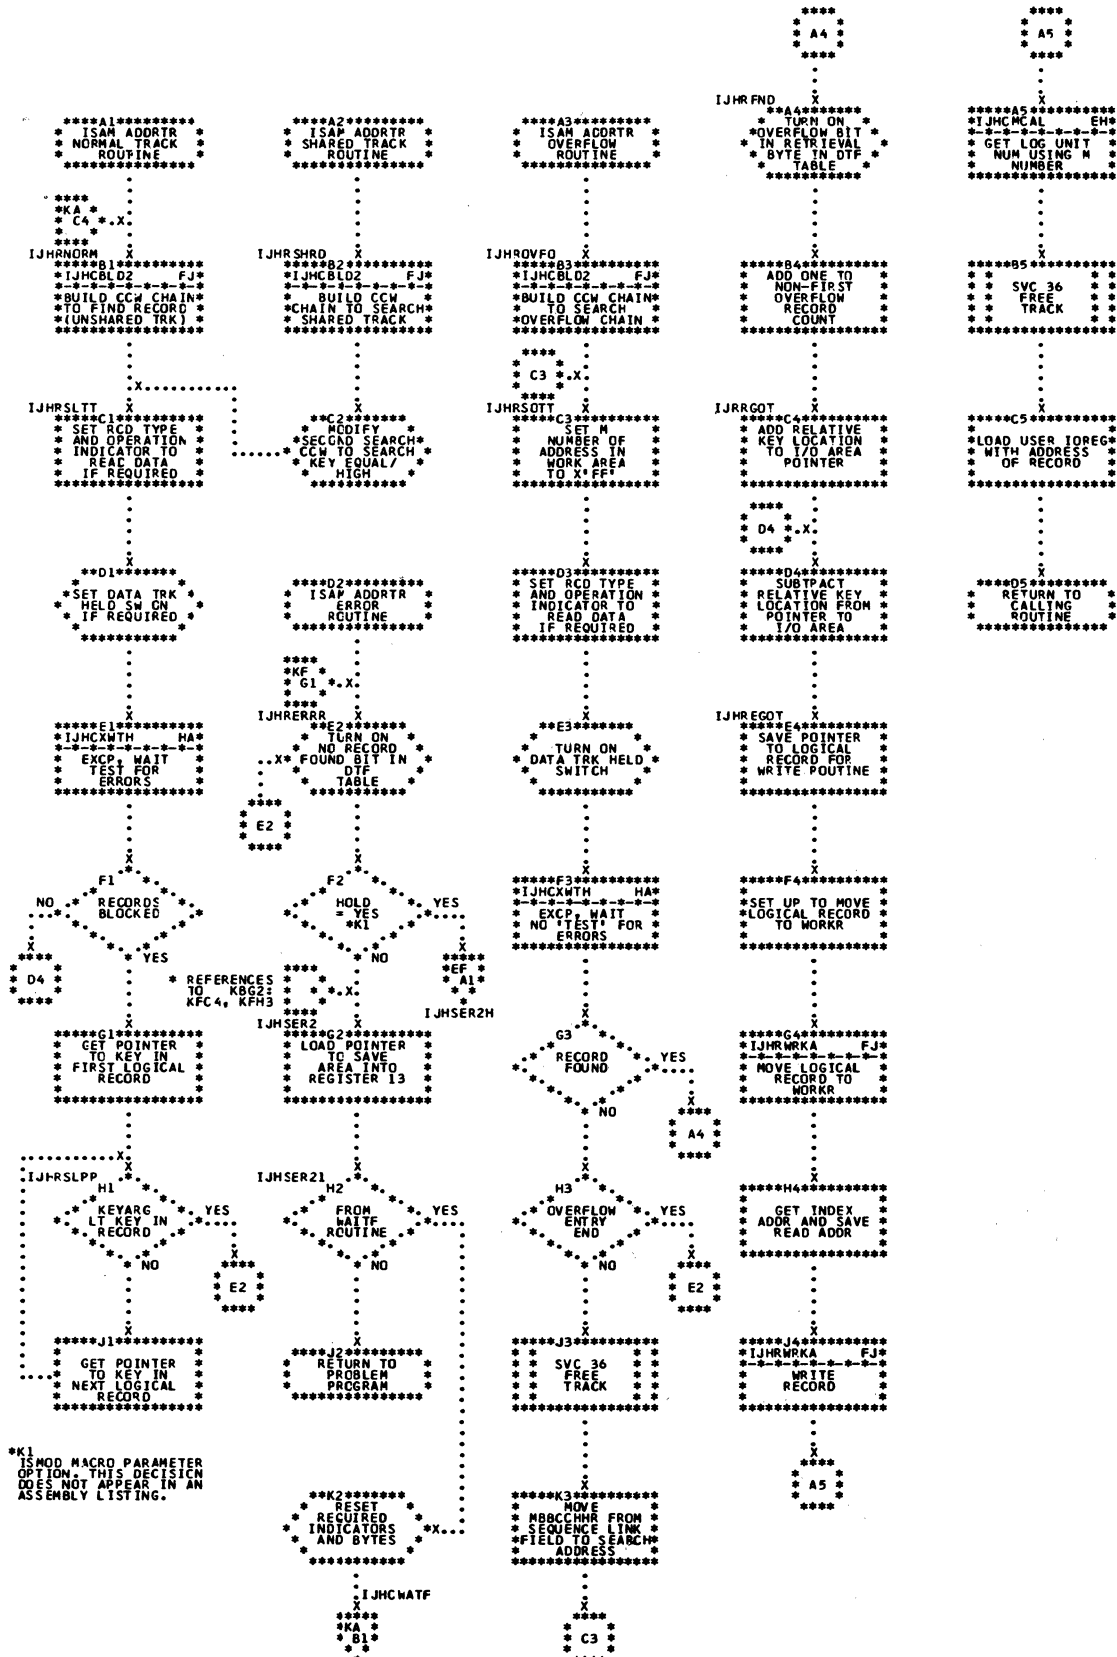 A4
A5
IJHRFND
A1
ISAM ADDRTR
NORMAL TRACK
ROUTINE
A2
ISAM ADDRTR
SHARED TRACK
ROUTINE
A3
ISAM ADDRTR
OVERFLOW
ROUTINE
A4
TURN ON
OVERFLOW BIT
IN RETRIEVAL
BYTE IN DTF
TABLE
A5
IJHCMCAL EH
GET LOG UNIT
NUM USING M
NUMBER
KA
C4
IJHRNORM
B1
IJHCBLD2 FJ
BUILD CCW CHAIN
TO FIND RECORD
(UNSHARED TRK)
IJHRSHRD
B2
IJHCBLD2 FJ
BUILD CCW
CHAIN TO SEARCH
SHARED TRACK
IJHROVFO
B3
IJHCBLD2 FJ
BUILD CCW CHAIN
TO SEARCH
OVERFLOW CHAIN
B4
ADD ONE TO
NON-FIRST
OVERFLOW
RECORD
COUNT
B5
SVC 36
FREE
TRACK
C3
IJHRSLTT
C1
SET RCD TYPE
AND OPERATION
INDICATOR TO
READ DATA
IF REQUIRED
C2
MODIFY
SECOND SEARCH
CCW TO SEARCH
KEY EQUAL/
HIGH
IJHRSOTT
C3
SET M
NUMBER OF
ADDRESS IN
WORK AREA
TO X'FF'
IJRRGOT
C4
ADD RELATIVE
KEY LOCATION
TO I/O AREA
POINTER
C5
LOAD USER IOREG
WITH ADDRESS
OF RECORD
D4
D1
SET DATA TRK
HELD SW ON
IF REQUIRED
D2
ISAM ADDRTR
ERROR
ROUTINE
D3
SET RCD TYPE
AND OPERATION
INDICATOR TO
READ DATA
IF REQUIRED
D4
SUBTPACT
RELATIVE KEY
LOCATION FROM
POINTER TO
I/O AREA
D5
RETURN TO
CALLING
ROUTINE
KF
G1
E1
IJHCXWTH HA
EXCP, WAIT
TEST FOR
ERRORS
IJHRERRR
E2
TURN ON
NO RECORD
FOUND BIT IN
DTF
TABLE
E3
TURN ON
DATA TRK HELD
SWITCH
IJHREGOT
E4
SAVE POINTER
TO LOGICAL
RECORD FOR
WRITE POUTINE
E2
F1
RECORDS
BLOCKED
NO
YES
F2
HOLD
= YES
*K1
YES
NO
F3
IJHCXWTH HA
EXCP, WAIT
NO 'TEST' FOR
ERRORS
F4
SET UP TO MOVE
LOGICAL RECORD
TO WORKR
D4
* REFERENCES
TO KBG2:
KFC4, KFH3
EF
A1
IJHSER2H
G1
GET POINTER
TO KEY IN
FIRST LOGICAL
RECORD
IJHSER2
G2
LOAD POINTER
TO SAVE
AREA INTO
REGISTER 13
G3
RECORD
FOUND
YES
NO
G4
IJHRWRKA FJ
MOVE LOGICAL
RECORD TO
WORKR
A4
IJHRSLPP
H1
KEYARG
LT KEY IN
RECORD
YES
NO
IJHSER21
H2
FROM
WAITF
ROUTINE
YES
NO
H3
OVERFLOW
ENTRY
END
YES
NO
H4
GET INDEX
ADDR AND SAVE
READ ADDR
E2
E2
J1
GET POINTER
TO KEY IN
NEXT LOGICAL
RECORD
J2
RETURN TO
PROBLEM
PROGRAM
J3
SVC 36
FREE
TRACK
J4
IJHRWRKA FJ
WRITE
RECORD
*K1
ISMOD MACRO PARAMETER
OPTION. THIS DECISICN
DOES NOT APPEAR IN AN
ASSEMBLY LISTING.
A5
K2
RESET
REQUIRED
INDICATORS
AND BYTES
K3
MOVE
MBBCCHHR FROM
SEQUENCE LINK
FIELD TO SEARCH
ADDRESS
IJHCWATF
KA
B1
C3